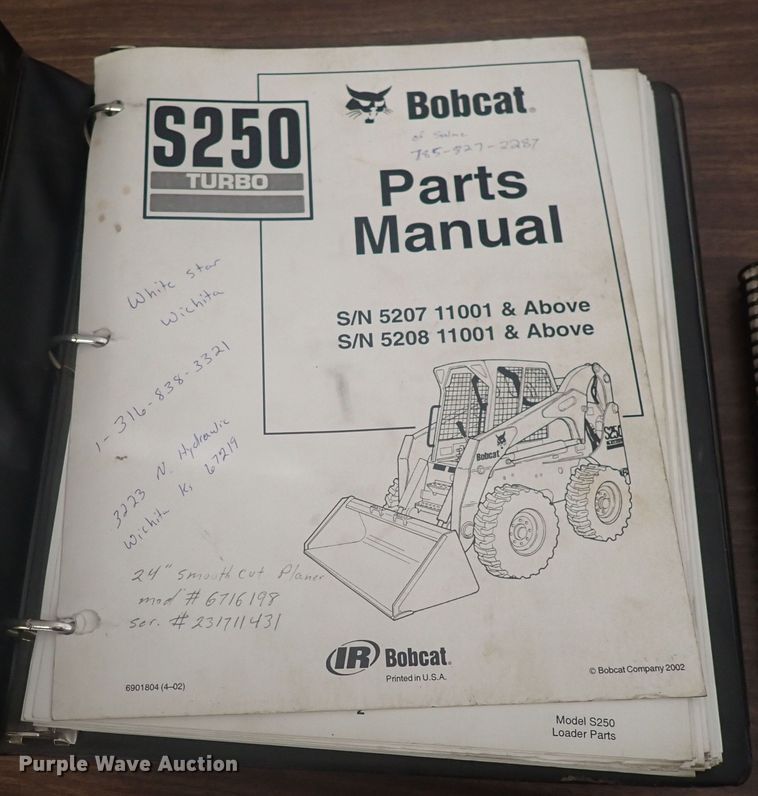 S250
TURBO
Bobcat®
of Salina
785-827-2287
Parts
Manual
S/N 5207 11001 & Above
S/N 5208 11001 & Above
White Star
Wichita
1-316-838-3321
3223 N. Hydraulic
Wichita Ks 67219
Bobcat
S250
24" smooth cut Planer
mod # 6716198
ser. # 231711431
IR Bobcat®
Printed in U.S.A.
© Bobcat Company 2002
6901804 (4–02)
Model S250
Loader Parts
Purple Wave Auction